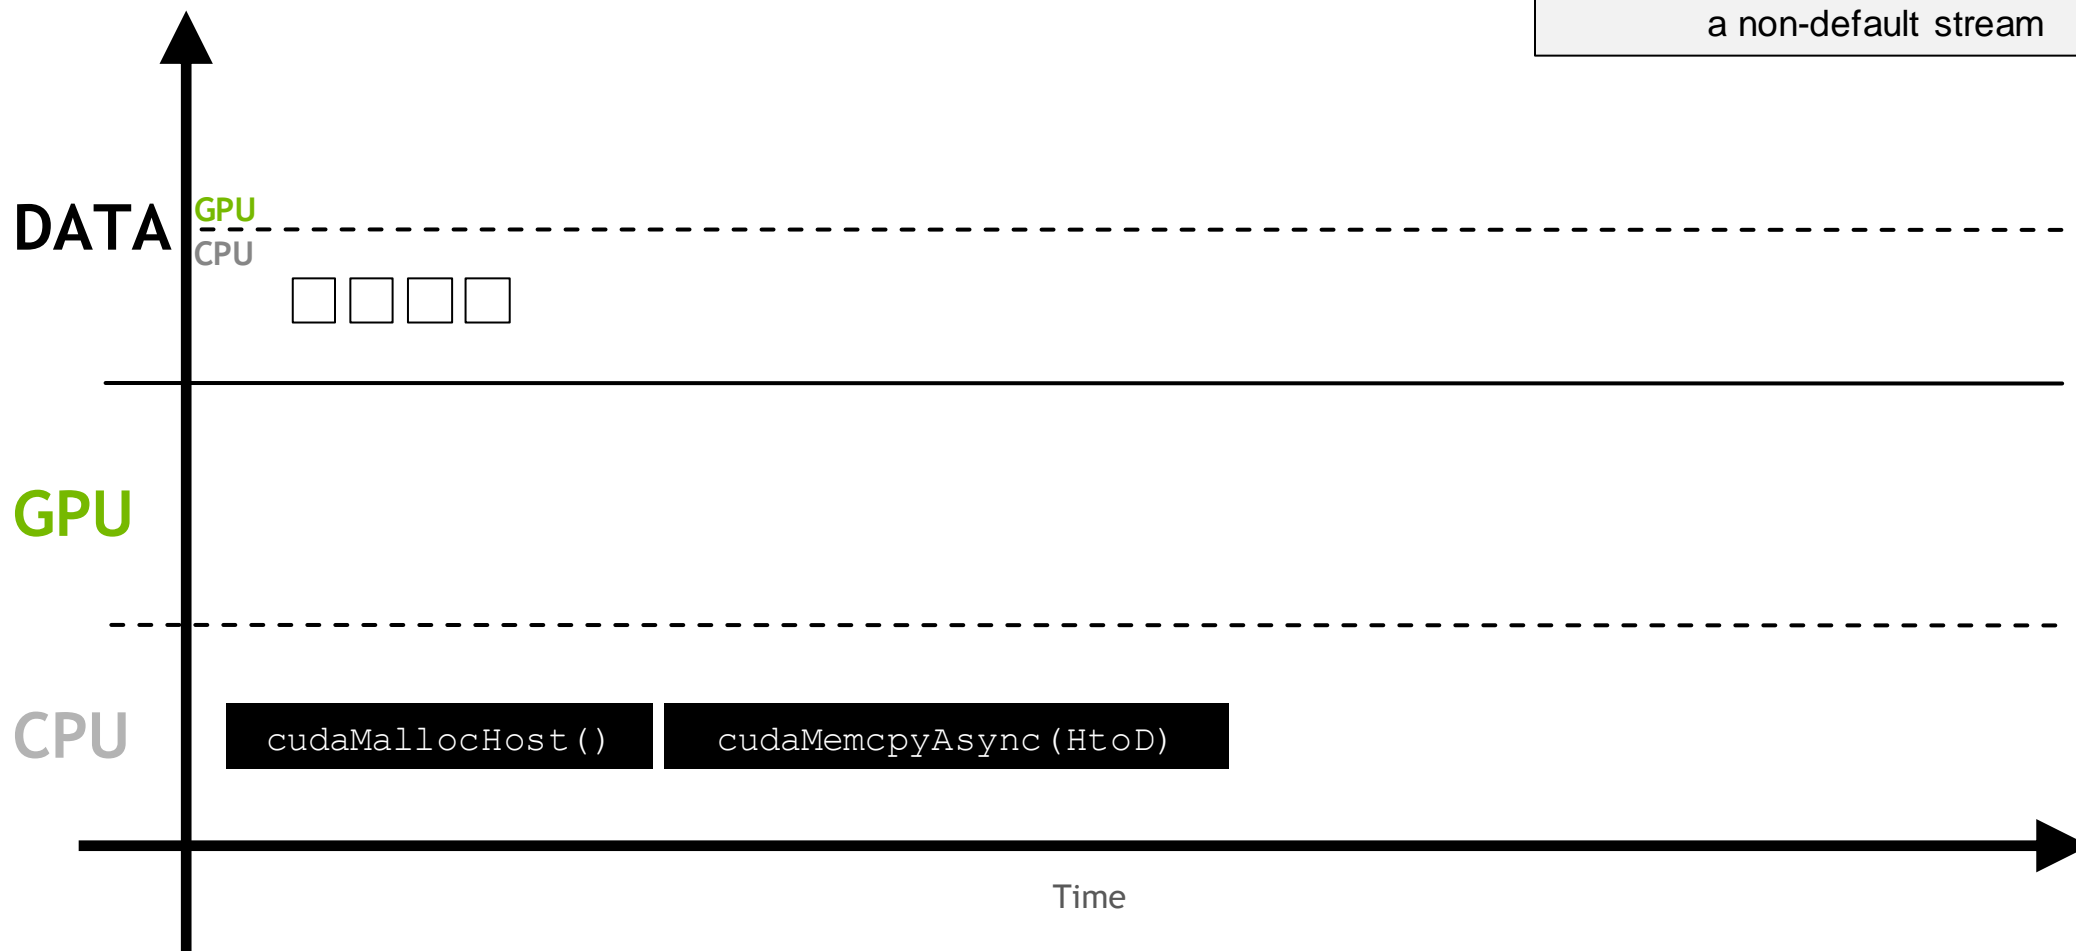 a non-default stream
DATA
GPU
CPU
GPU
CPU
cudaMallocHost()
cudaMemcpyAsync(HtoD)
Time